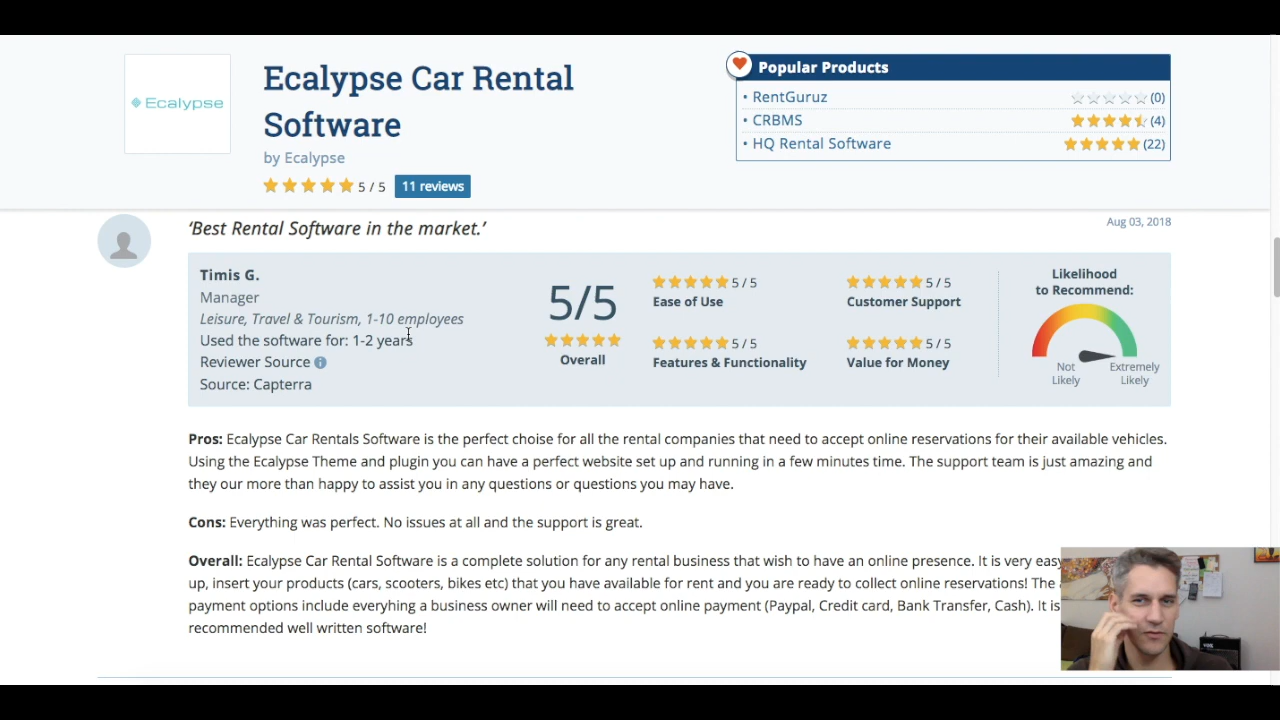 Ecalypse
Ecalypse Car Rental
Software
by Ecalypse
5 / 5 11 reviews
Popular Products
• RentGuruz (0)
• CRBMS (4)
• HQ Rental Software (22)
‘Best Rental Software in the market.’
Aug 03, 2018
Timis G.
Manager
Leisure, Travel & Tourism, 1-10 employees
Used the software for: 1-2 years
Reviewer Source
Source: Capterra
5/5
Overall
5 / 5
Ease of Use
5 / 5
Customer Support
5 / 5
Features & Functionality
5 / 5
Value for Money
Likelihood
to Recommend:
Not
Likely
Extremely
Likely
Pros: Ecalypse Car Rentals Software is the perfect choise for all the rental companies that need to accept online reservations for their available vehicles.
Using the Ecalypse Theme and plugin you can have a perfect website set up and running in a few minutes time. The support team is just amazing and
they our more than happy to assist you in any questions or questions you may have.
Cons: Everything was perfect. No issues at all and the support is great.
Overall: Ecalypse Car Rental Software is a complete solution for any rental business that wish to have an online presence. It is very easy
up, insert your products (cars, scooters, bikes etc) that you have available for rent and you are ready to collect online reservations! The
payment options include everyhing a business owner will need to accept online payment (Paypal, Credit card, Bank Transfer, Cash). It is
recommended well written software!